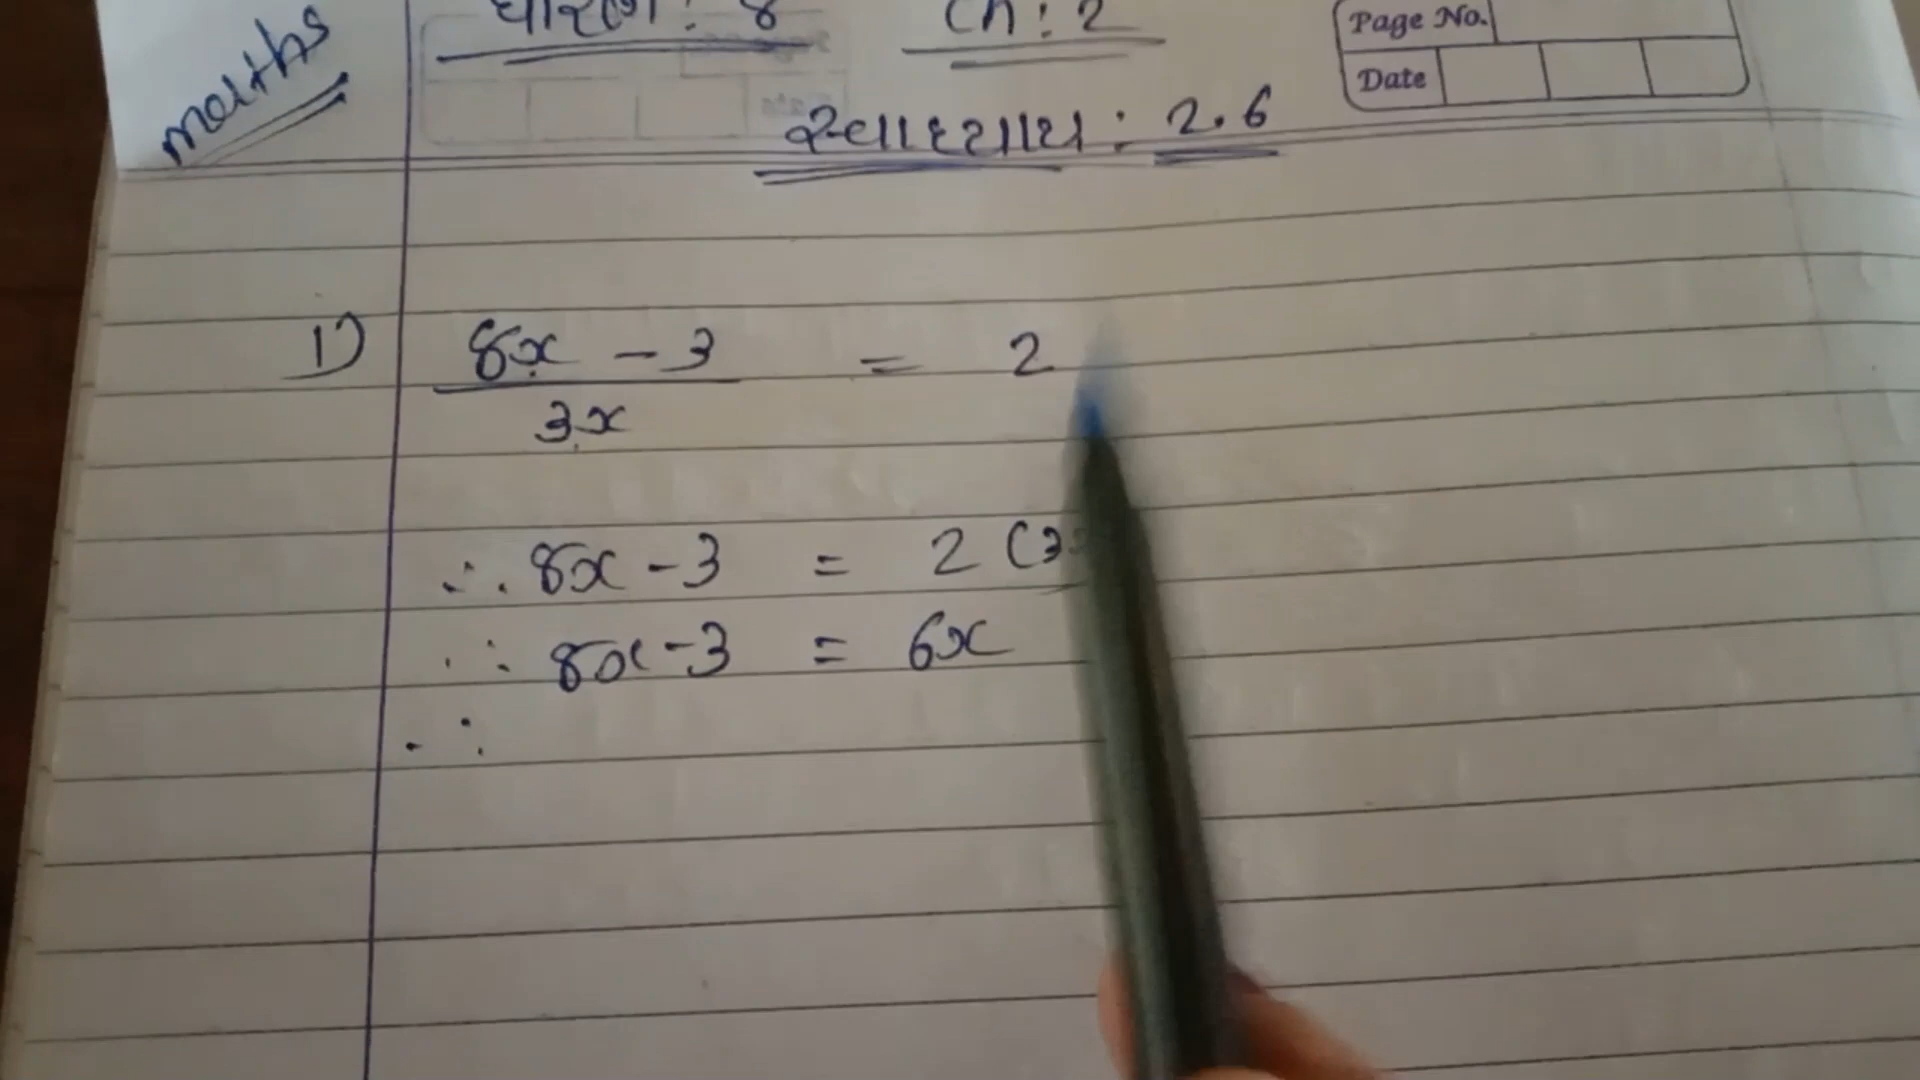 maths
ધોરણ : 8 Ch : 2
Page No.
Date
સ્વાધ્યાય : 2.6
1) 8x - 3 = 2
3x
∴ 8x - 3 = 2 (3
∴ 8x - 3 = 6x
∴